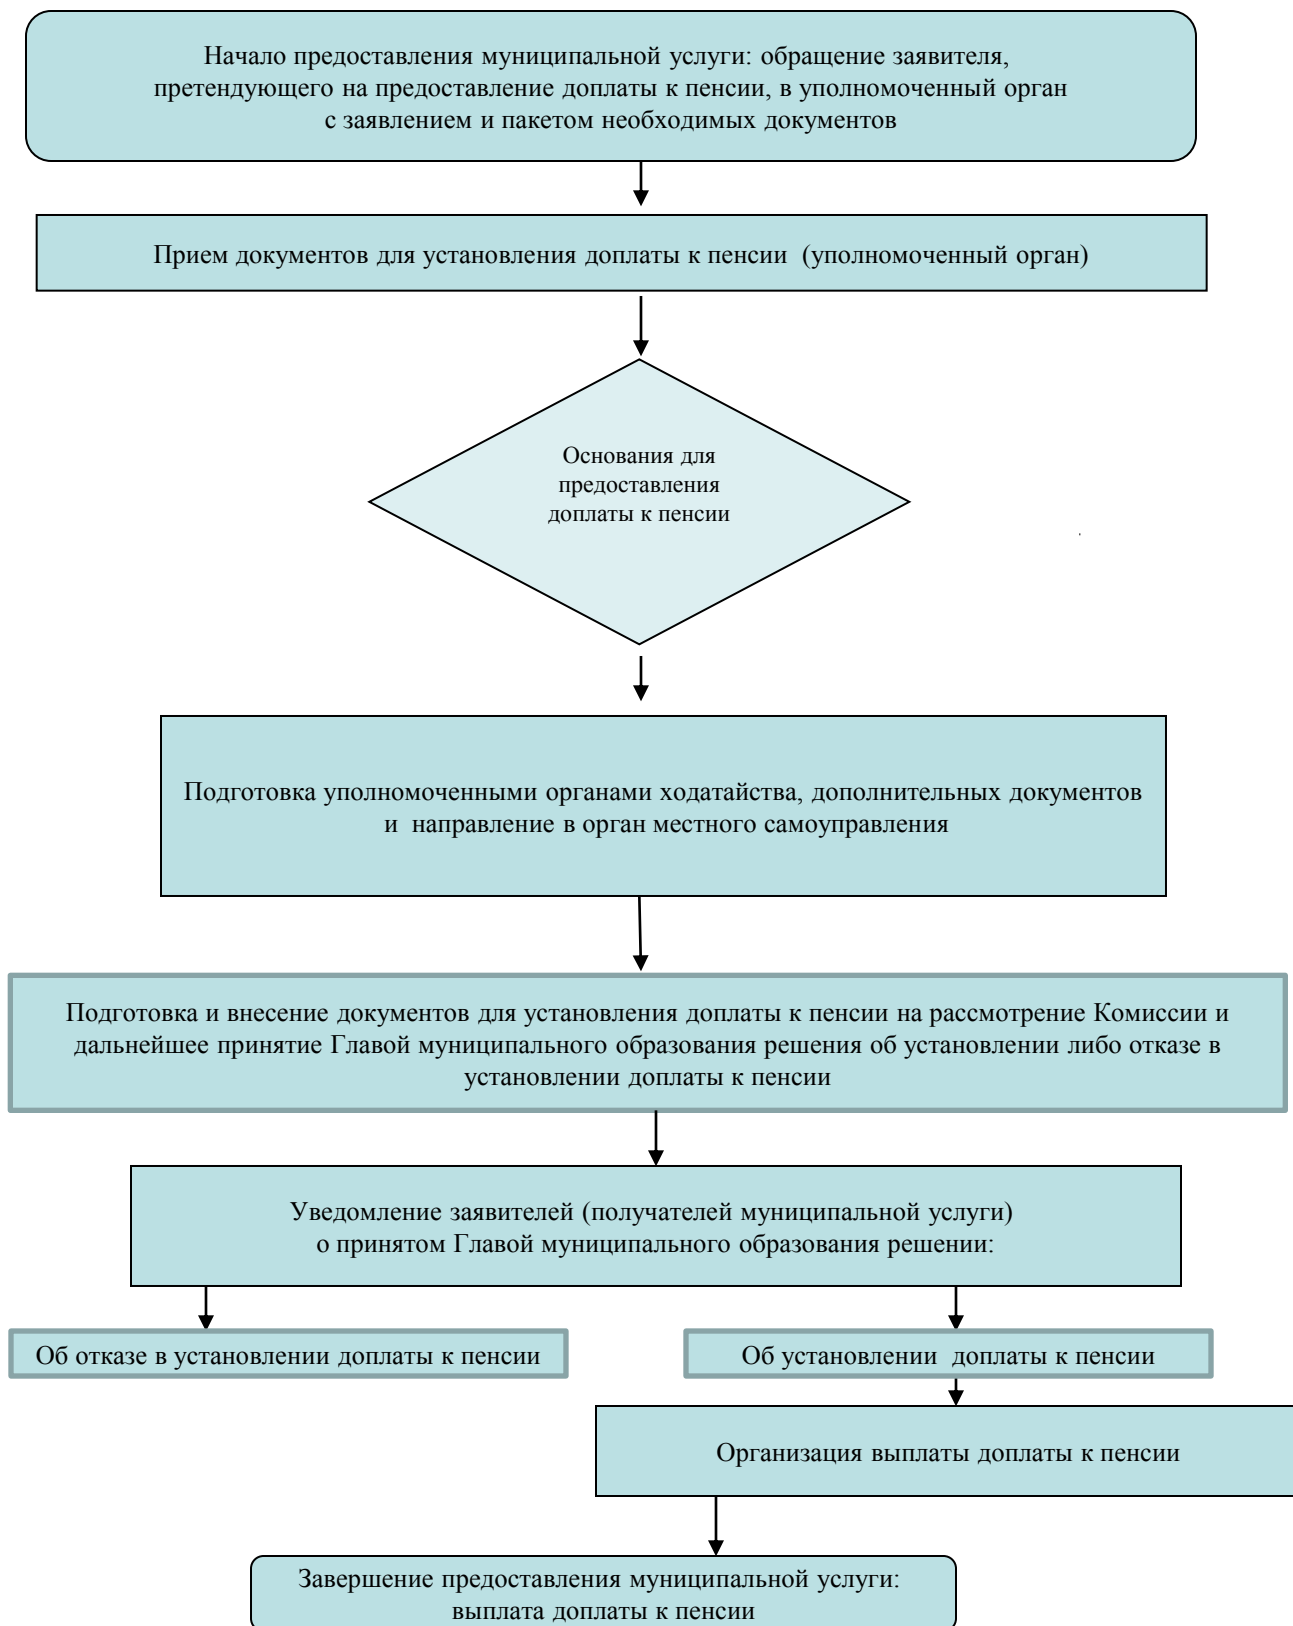 Начало предоставления муниципальной услуги: обращение заявителя,
претендующего на предоставление доплаты к пенсии, в уполномоченный орган
с заявлением и пакетом необходимых документов
Прием документов для установления доплаты к пенсии (уполномоченный орган)
Основания для
предоставления
доплаты к пенсии
Подготовка уполномоченными органами ходатайства, дополнительных документов
и направление в орган местного самоуправления
Подготовка и внесение документов для установления доплаты к пенсии на рассмотрение Комиссии и
дальнейшее принятие Главой муниципального образования решения об установлении либо отказе в
установлении доплаты к пенсии
Уведомление заявителей (получателей муниципальной услуги)
о принятом Главой муниципального образования решении:
Об отказе в установлении доплаты к пенсии
Об установлении доплаты к пенсии
Организация выплаты доплаты к пенсии
Завершение предоставления муниципальной услуги:
выплата доплаты к пенсии